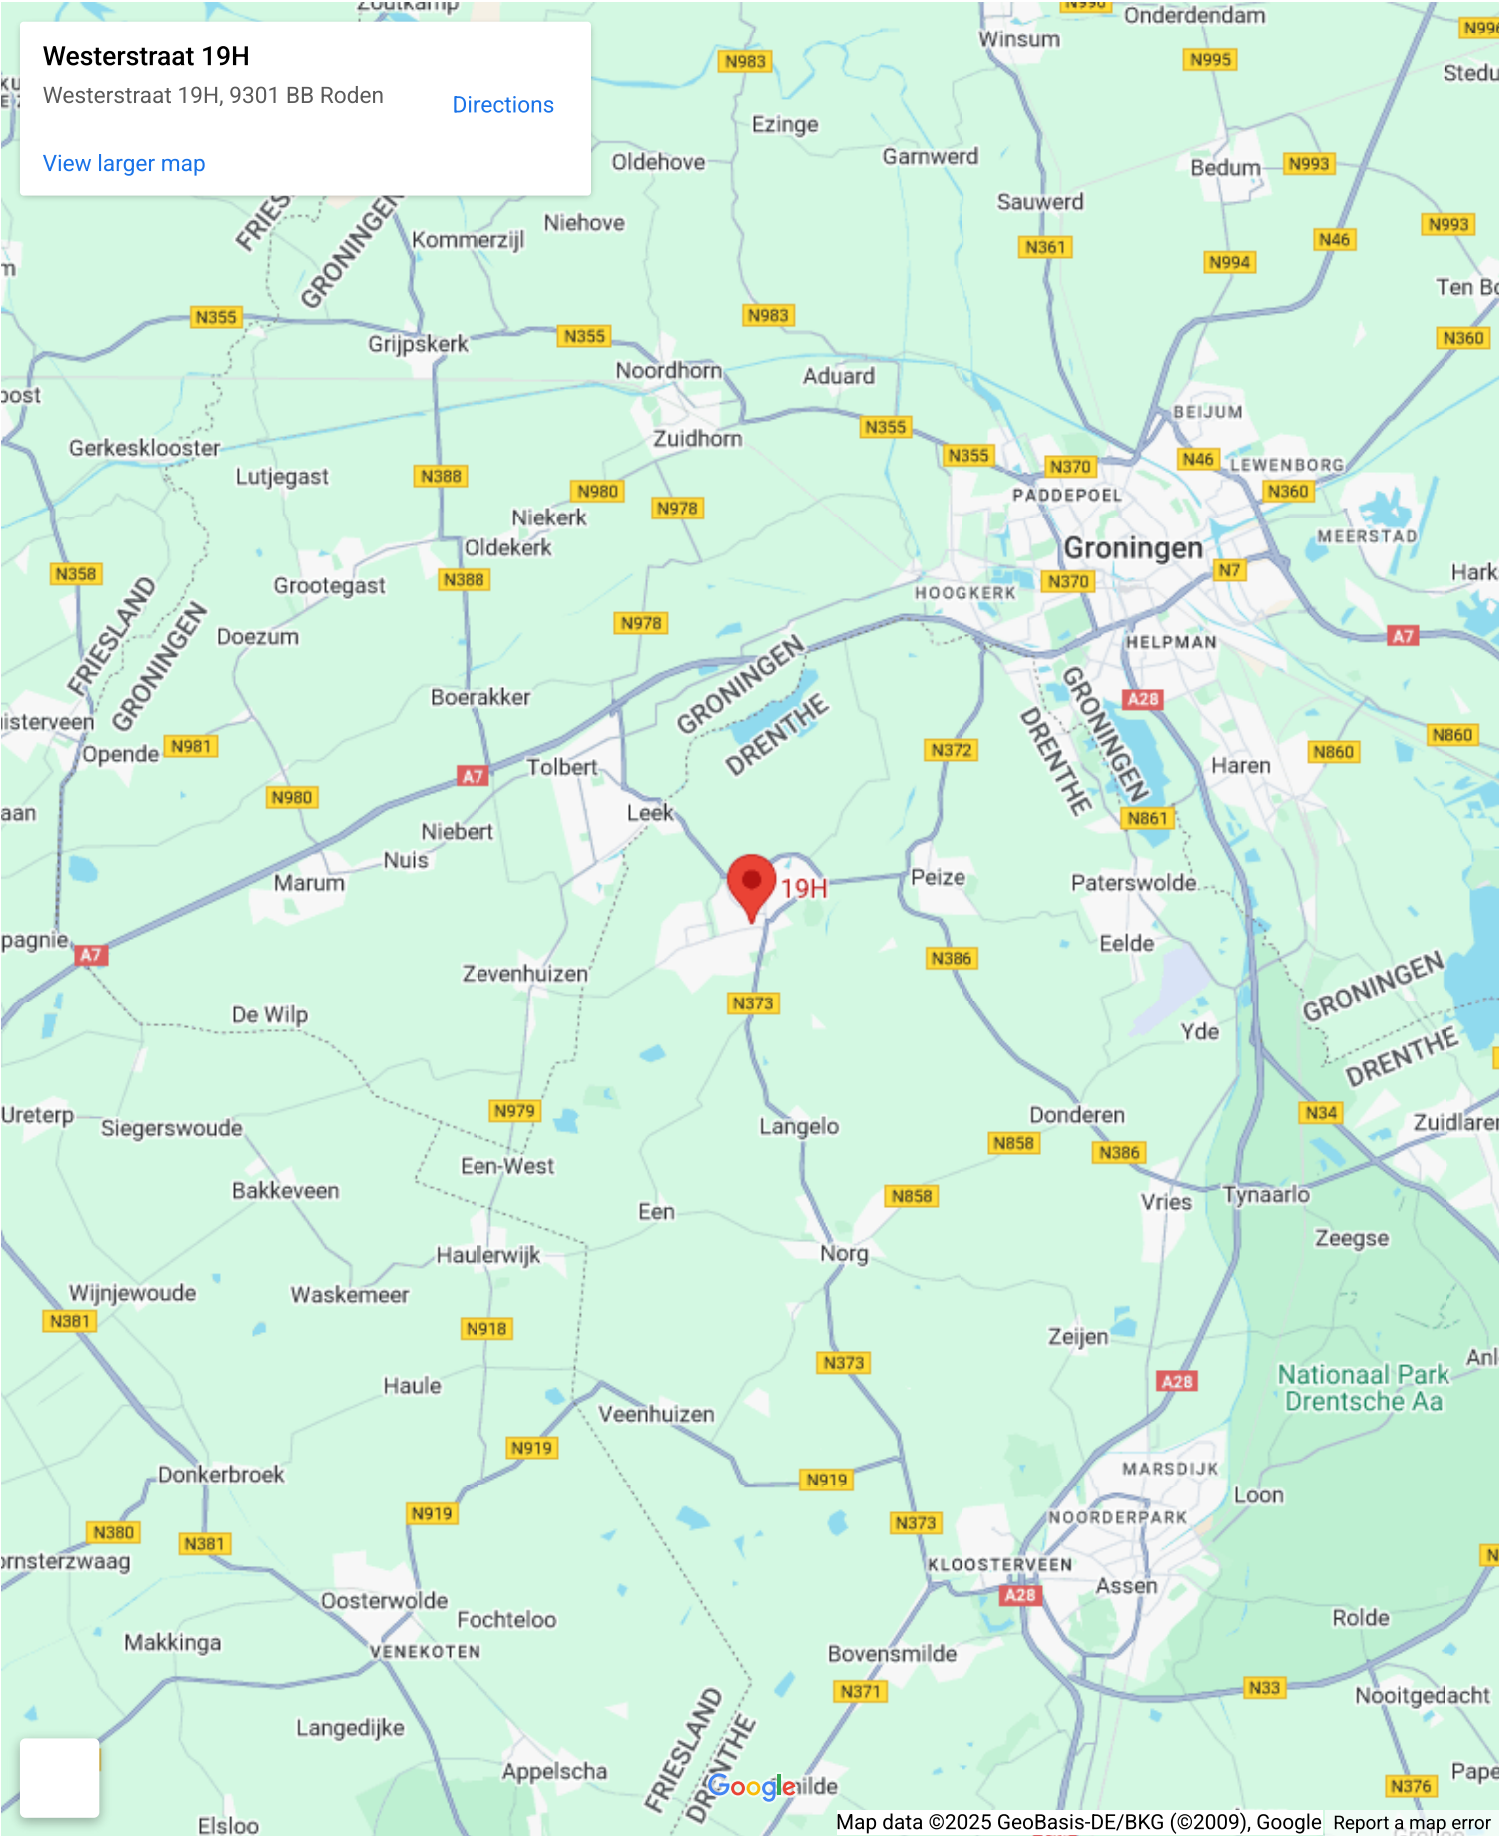 Zoutkamp
Westerstraat 19H
Westerstraat 19H, 9301 BB Roden
Directions
View larger map
N983
Winsum
N996
Onderdendam
N995
Ezinge
Oldehove
Garnwerd
Bedum
N993
Sauwerd
Niehove
Kommerzijl
GRONINGEN
N361
N46
N993
N994
N355
N983
Grijpskerk
N355
N360
Noordhorn
Aduard
BEIJUM
N355
Gerkesklooster
Zuidhorn
N355
N370
N46
LEWENBORG
Lutjegast
N388
N980
N978
PADDEPOEL
N360
Niekerk
MEERSTAD
Oldekerk
Groningen
N358
Grootegast
N388
N370
N7
HOOGKERK
FRIESLAND
GRONINGEN
Doezum
N978
A7
HELPMAN
Boerakker
GRONINGEN
DRENTHE
A28
GRONINGEN
DRENTHE
Opende
N981
N372
N860
N860
A7
Tolbert
Haren
N980
Leek
N861
Niebert
Nuis
Marum
19H
Peize
Paterswolde
A7
Eelde
N386
Zevenhuizen
GRONINGEN
N373
De Wilp
Yde
DRENTHE
Ureterp
Siegerswoude
N979
Langelo
Donderen
N858
N386
N34
Een-West
Bakkeveen
Een
N858
Vries
Tynaarlo
Haulerwijk
Norg
Zeegse
Wijnjewoude
Waskemeer
N381
N918
Zeijen
N373
Haule
A28
Nationaal Park
Drentsche Aa
Veenhuizen
N919
Donkerbroek
N919
MARSDIJK
Loon
N919
N373
NOORDERPARK
N380
N381
KLOOSTERVEEN
A28
Assen
Oosterwolde
Fochteloo
Rolde
Makkinga
VENEKOTEN
Bovensmilde
N371
N33
Nooitgedacht
Langedijke
FRIESLAND
DRENTHE
Appelscha
Google
N376
Elsloo
Map data ©2025 GeoBasis-DE/BKG (©2009), Google
Report a map error